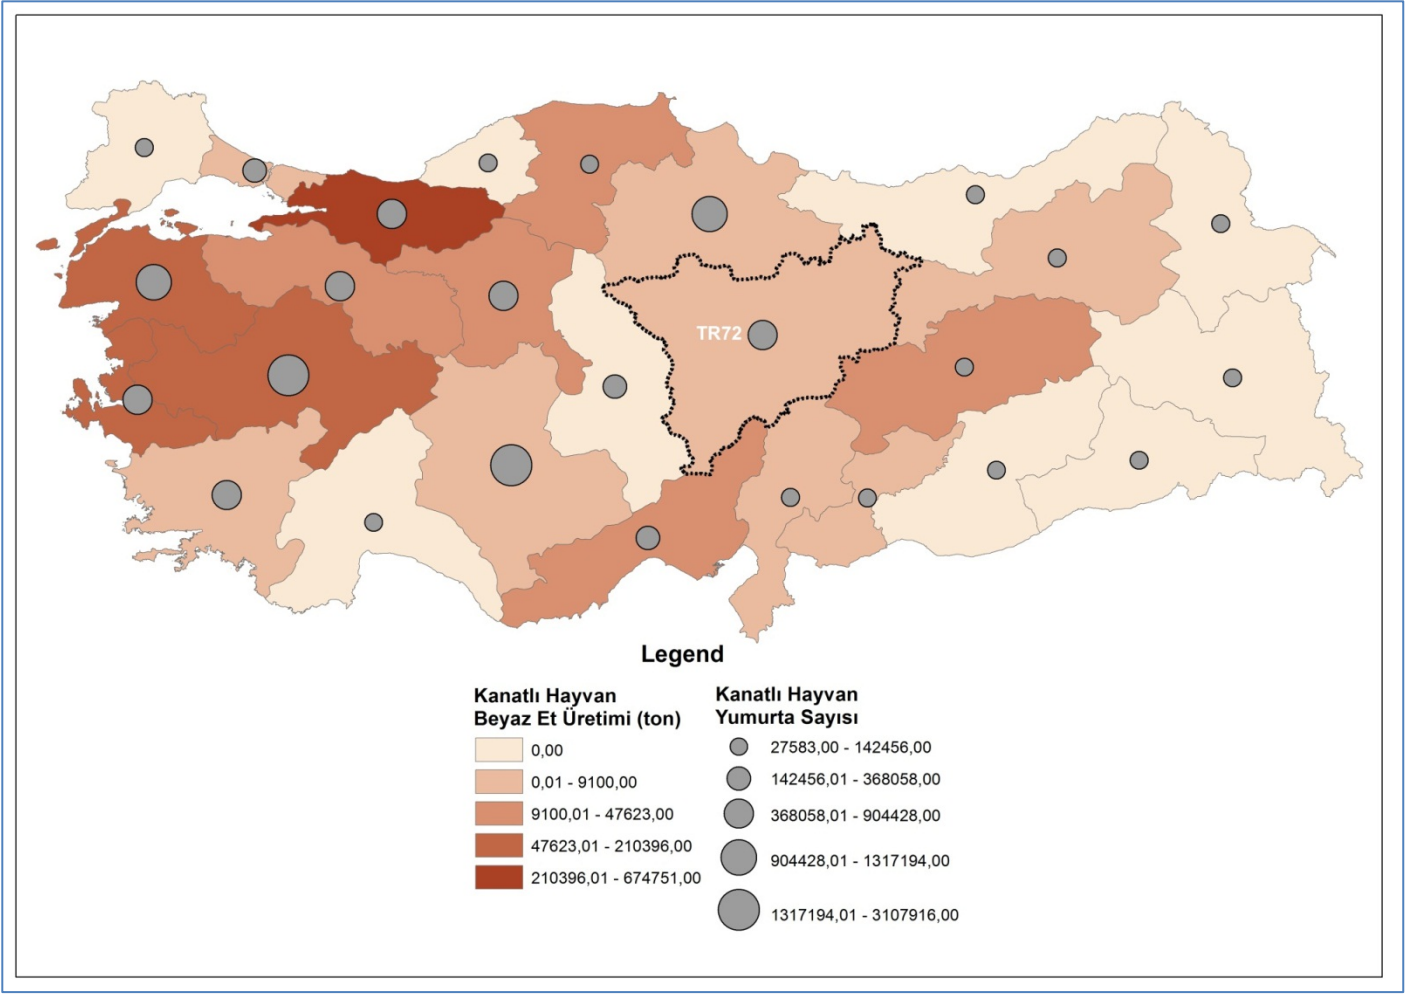 TR72
Legend
Kanatlı Hayvan
Beyaz Et Üretimi (ton)
0,00
0,01 - 9100,00
9100,01 - 47623,00
47623,01 - 210396,00
210396,01 - 674751,00
Kanatlı Hayvan
Yumurta Sayısı
27583,00 - 142456,00
142456,01 - 368058,00
368058,01 - 904428,00
904428,01 - 1317194,00
1317194,01 - 3107916,00